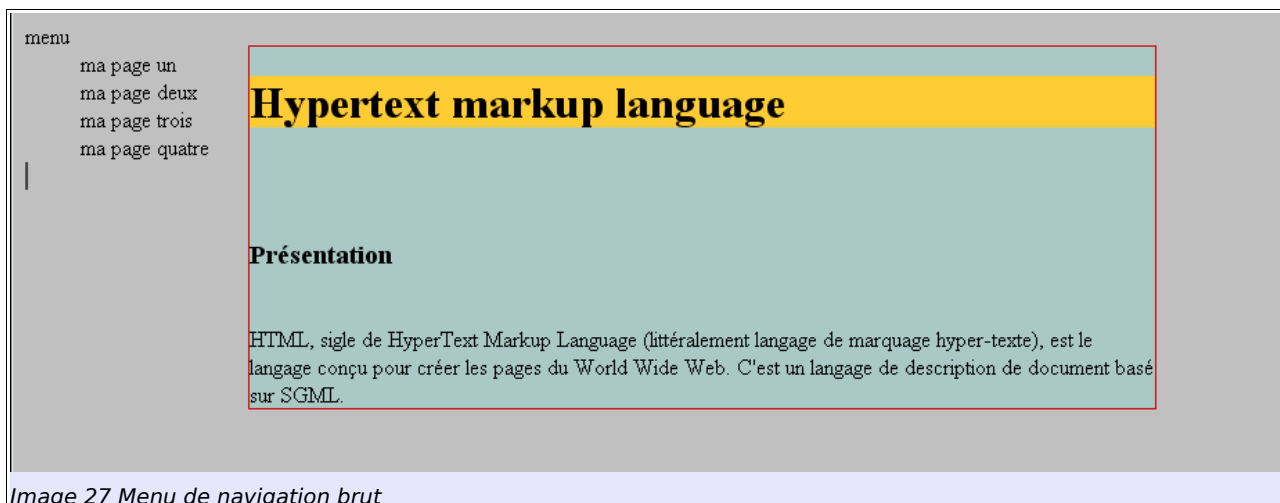 menu
ma page un
ma page deux
ma page trois
ma page quatre
Hypertext markup language
Présentation
HTML, sigle de HyperText Markup Language (littéralement langage de marquage hyper-texte), est le
langage conçu pour créer les pages du World Wide Web. C'est un langage de description de document basé
sur SGML.
Image 27 Menu de navigation brut